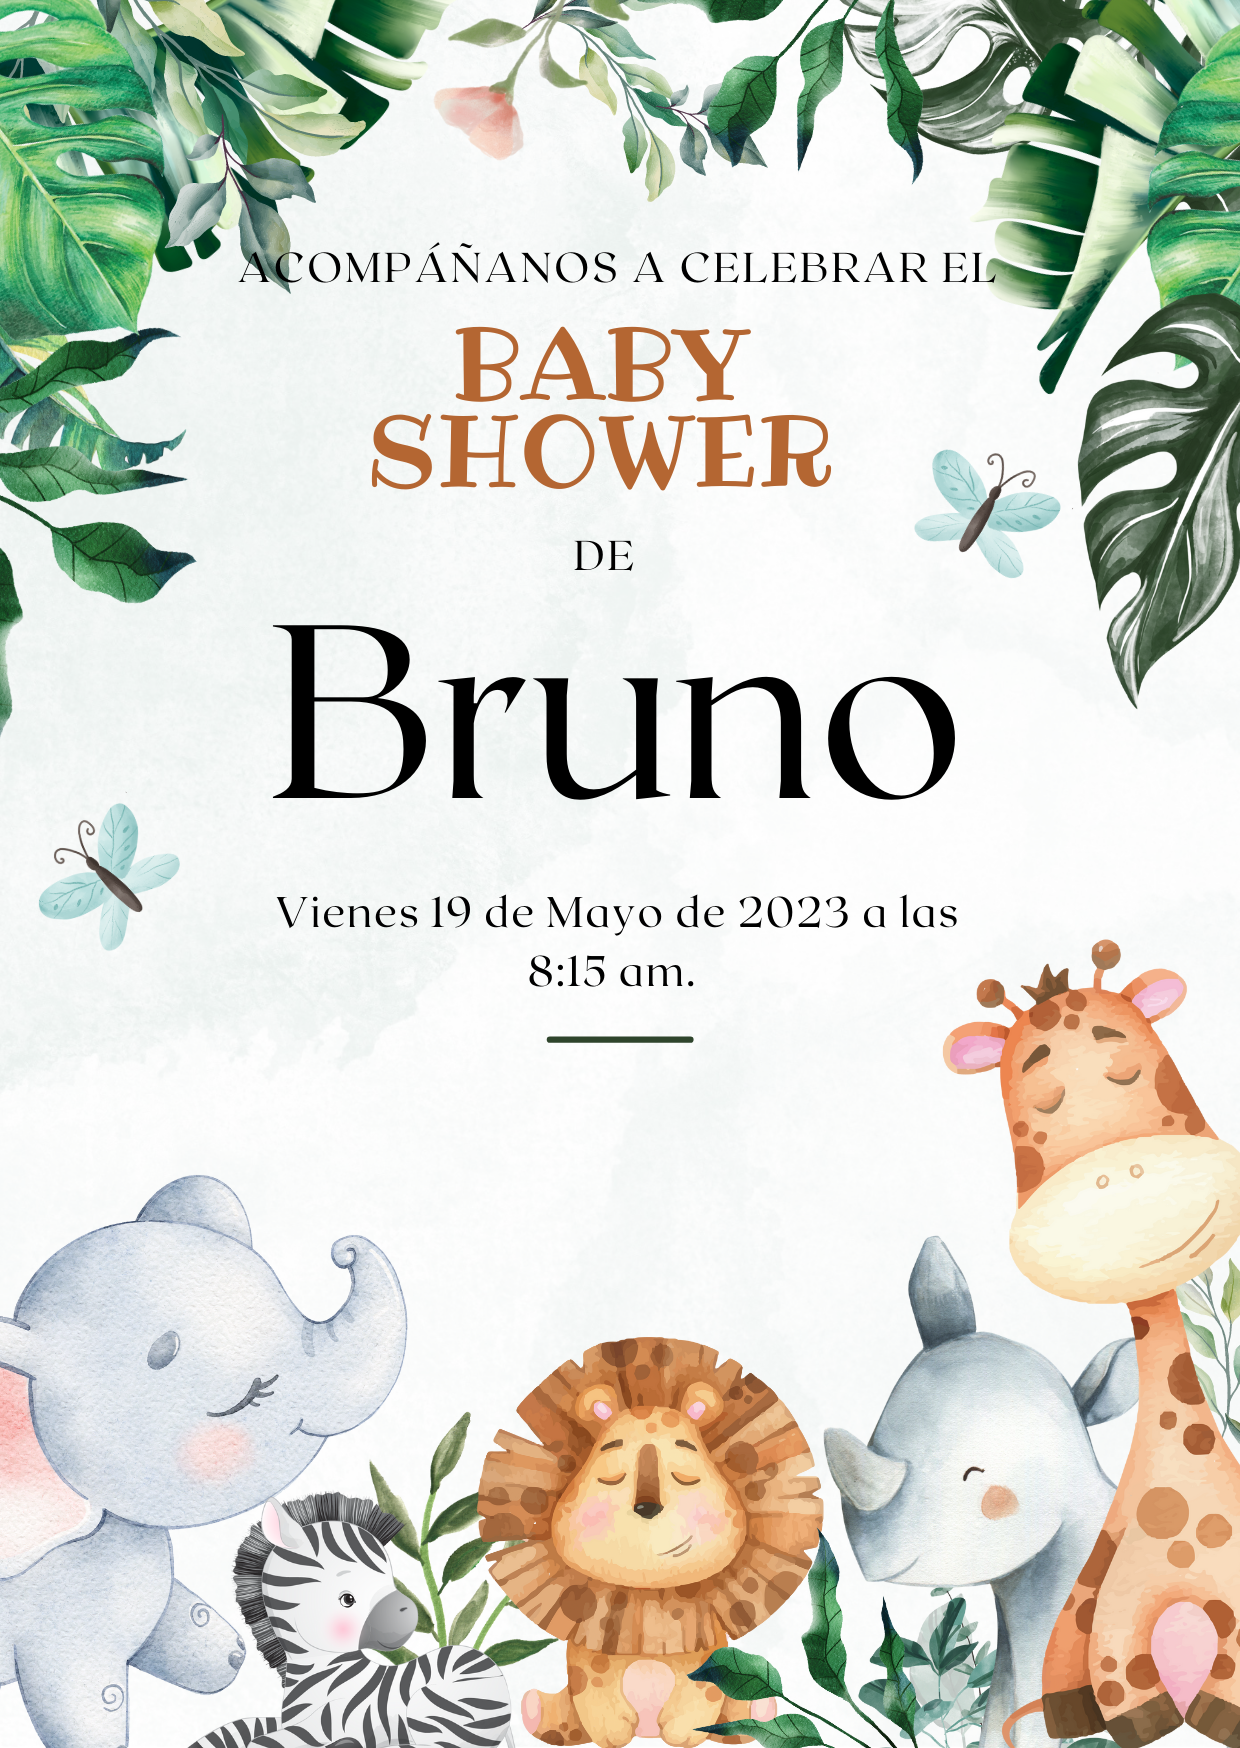 ACOMPÁÑANOS A CELEBRAR EL
BABY
SHOWER
DE
Bruno
Vienes 19 de Mayo de 2023 a las
8:15 am.